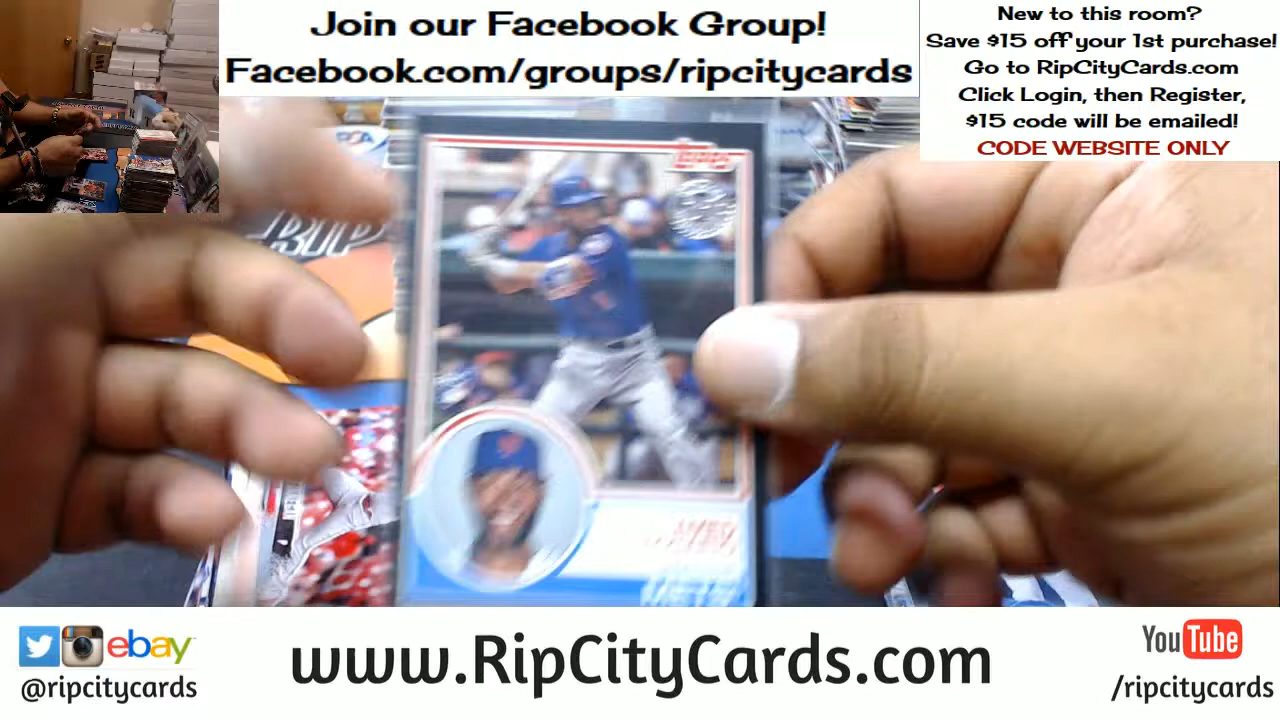 Join our Facebook Group!
Facebook.com/groups/ripcitycards
New to this room?
Save $15 off your 1st purchase!
Go to RipCityCards.com
Click Login, then Register,
$15 code will be emailed!
CODE WEBSITE ONLY
Topps
ebay
@ripcitycards
www.RipCityCards.com
YouTube
/ripcitycards